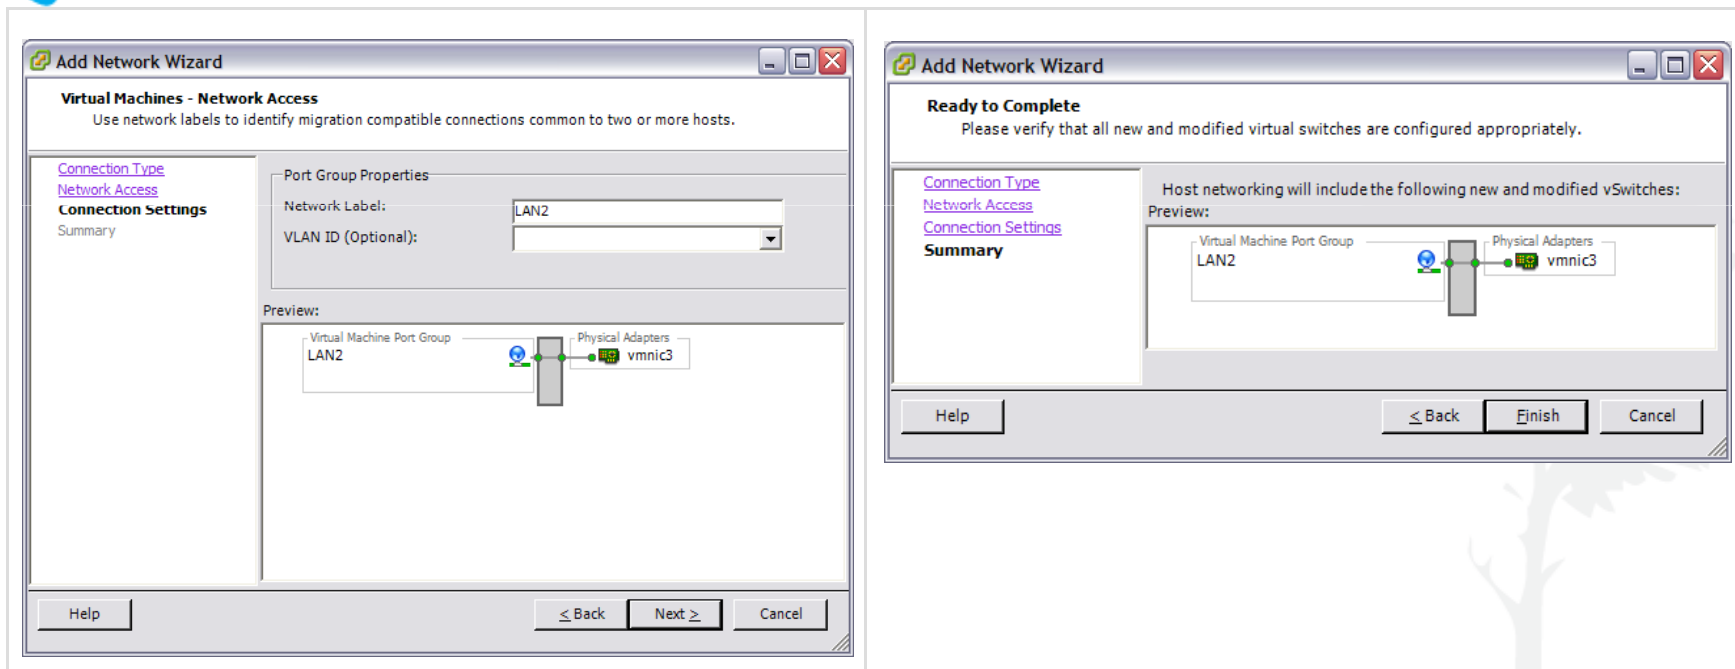 Add Network Wizard
Virtual Machines - Network Access
Use network labels to identify migration compatible connections common to two or more hosts.
Connection Type
Network Access
Connection Settings
Summary
Port Group Properties
Network Label:
LAN2
VLAN ID (Optional):
Preview:
Virtual Machine Port Group
LAN2
Physical Adapters
vmnic3
Help
< Back
Next >
Cancel
Add Network Wizard
Ready to Complete
Please verify that all new and modified virtual switches are configured appropriately.
Connection Type
Network Access
Connection Settings
Summary
Host networking will include the following new and modified vSwitches:
Preview:
Virtual Machine Port Group
LAN2
Physical Adapters
vmnic3
Help
< Back
Finish
Cancel